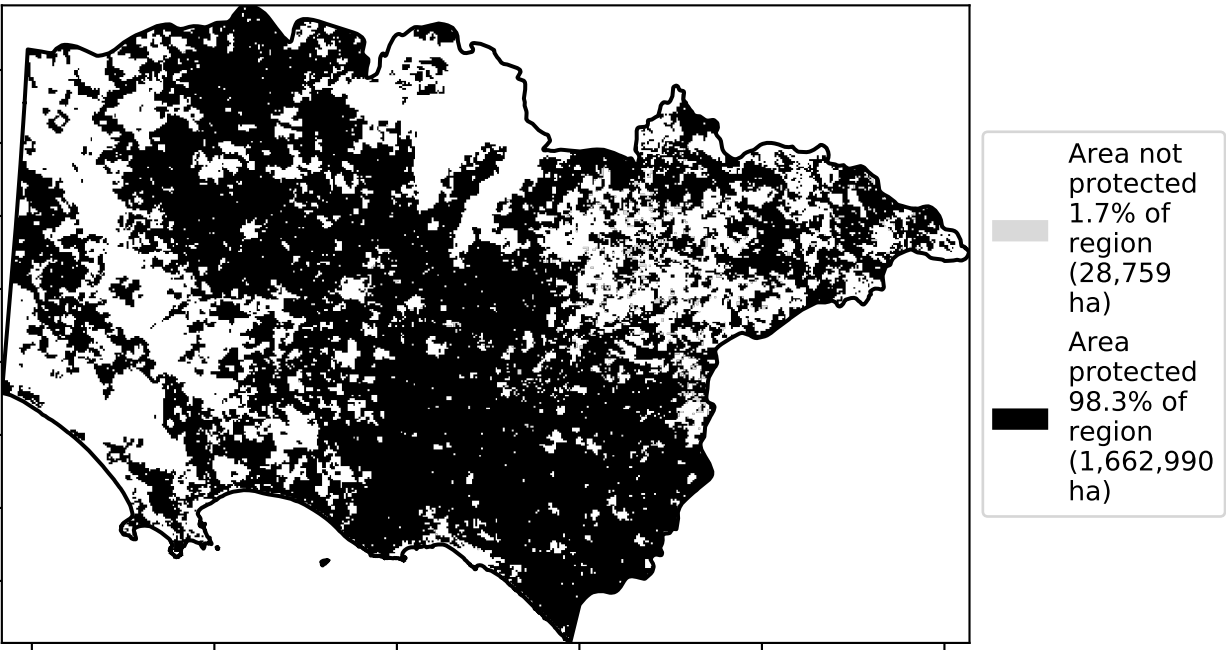 Area not
protected
1.7% of
region
(28,759
ha)
Area
protected
98.3% of
region
(1,662,990
ha)